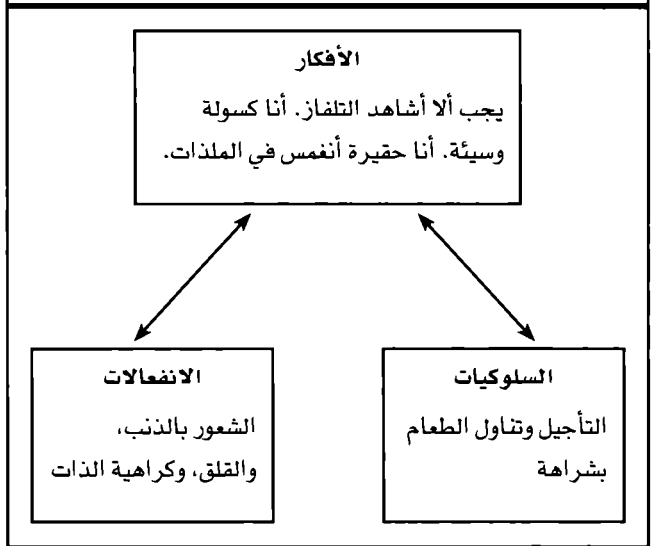 الأفكار
يجب ألا أشاهد التلفاز. أنا كسولة
وسيئة. أنا حقيرة أنغمس في الملذات.
السلوكيات
التأجيل وتناول الطعام
بشراهة
الانفعالات
الشعور بالذنب،
والقلق، وكراهية الذات